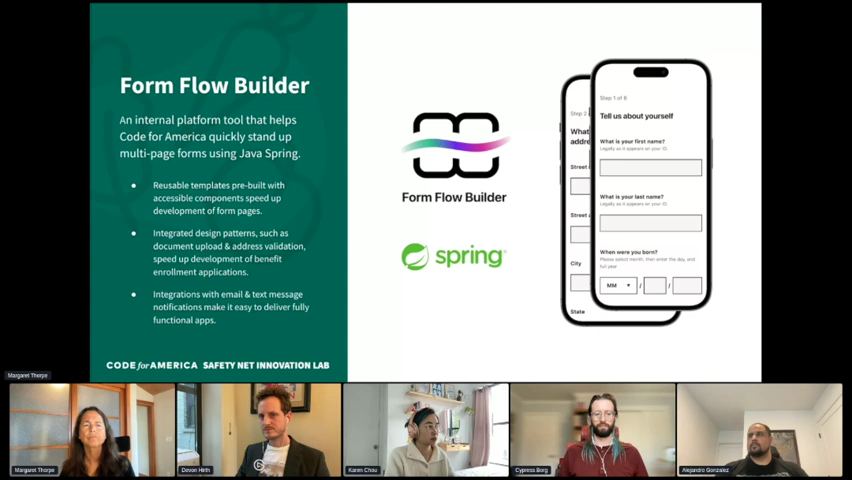 Form Flow Builder
An internal platform tool that helps
Code for America quickly stand up
multi-page forms using Java Spring.
● Reusable templates pre-built with
accessible components speed up
development of form pages.
● Integrated design patterns, such as
document upload & address validation,
speed up development of benefit
enrollment applications.
● Integrations with email & text message
notifications make it easy to deliver fully
functional apps.
CODE for AMERICA SAFETY NET INNOVATION LAB
Form Flow Builder
spring
Step 2
What
addre
Street
Street
City
State
Step 1 of 8
Tell us about yourself
What is your first name?
Legally as it appears on your ID.
What is your last name?
Legally as it appears on your ID.
When were you born?
Please select month, then enter the day, and
full year
MM ▼ / /
Margaret Thorpe
Margaret Thorpe
Devon Hirth
Karen Chou
Cypress Borg
Alejandro Gonzalez